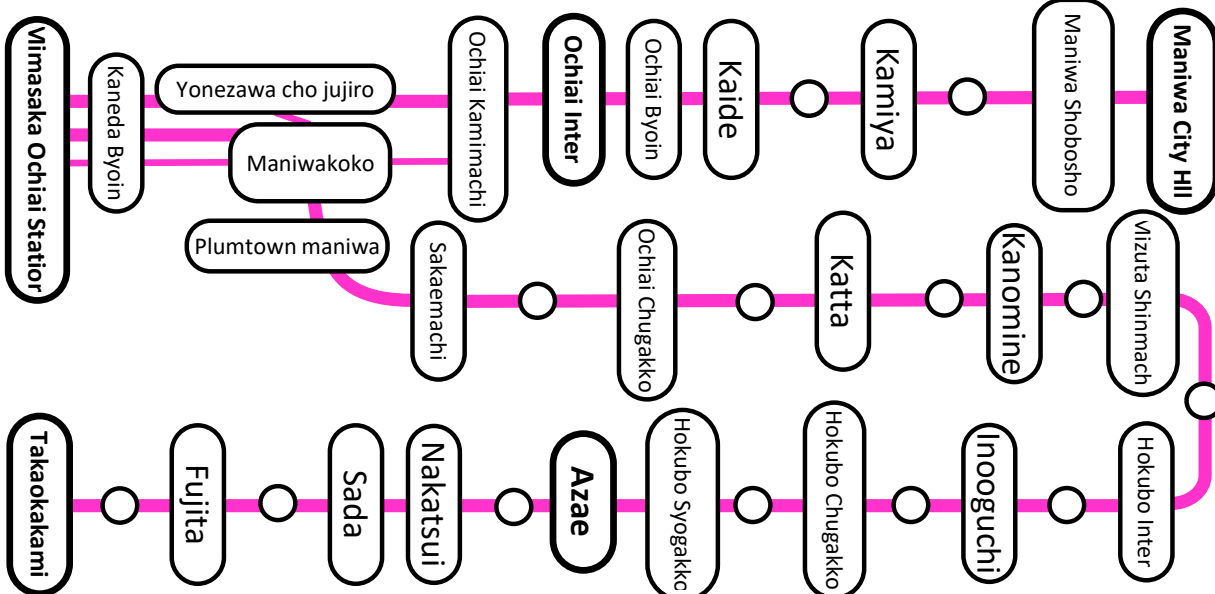 Mimasaka Ochiai Station
Kaneda Byoin
Yonezawa cho jujiro
Maniwakoko
Plumtown maniwa
Ochiai Kamimachi
Ochiai Inter
Ochiai Byoin
Kaide
Kamiya
Maniwa Shobosho
Maniwa City Hll
Sakaemachi
Ochiai Chugakko
Katta
Kanomine
Mizuta Shinmach
Takaokakami
Fujita
Sada
Nakatsui
Azae
Hokubo Syogakko
Hokubo Chugakko
Inooguchi
Hokubo Inter